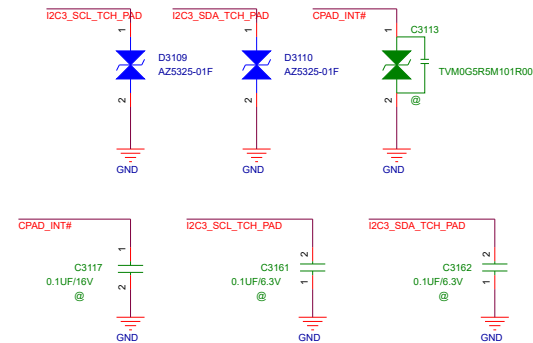 I2C3_SCL_TCH_PAD
I2C3_SDA_TCH_PAD
CPAD_INT#
1
1
1
C3113
D3109
AZ5325-01F
D3110
AZ5325-01F
TVM0G5R5M101R00
2
2
2
@
GND
GND
GND
CPAD_INT#
I2C3_SCL_TCH_PAD
I2C3_SDA_TCH_PAD
1
2
2
C3117
0.1UF/16V
@
C3161
0.1UF/6.3V
@
C3162
0.1UF/6.3V
@
2
1
1
GND
GND
GND